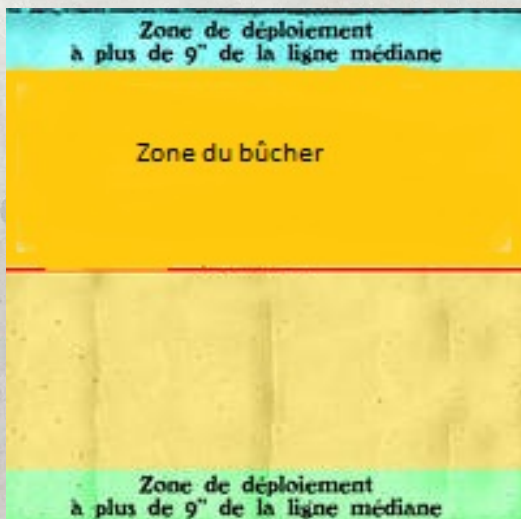 Zone de déploiement
à plus de 9" de la ligne médiane
Zone du bûcher
Zone de déploiement
à plus de 9" de la ligne médiane